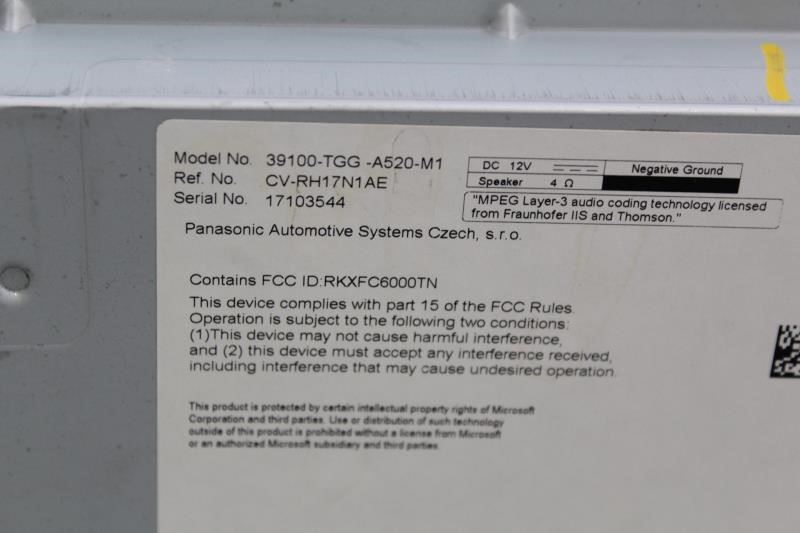 Model No. 39100-TGG -A520-M1
Ref. No. CV-RH17N1AE
Serial No. 17103544
DC 12V
Negative Ground
Speaker 4 Ω
"MPEG Layer-3 audio coding technology licensed
from Fraunhofer IIS and Thomson."
Panasonic Automotive Systems Czech, s.r.o.
Contains FCC ID:RKXFC6000TN
This device complies with part 15 of the FCC Rules.
Operation is subject to the following two conditions:
(1)This device may not cause harmful interference,
and (2) this device must accept any interference received,
including interference that may cause undesired operation.
This product is protected by certain intellectual property rights of Microsoft
Corporation and third parties. Use or distribution of such technology
outside of this product is prohibited without a license from Microsoft
or an authorized Microsoft subsidiary and third parties.